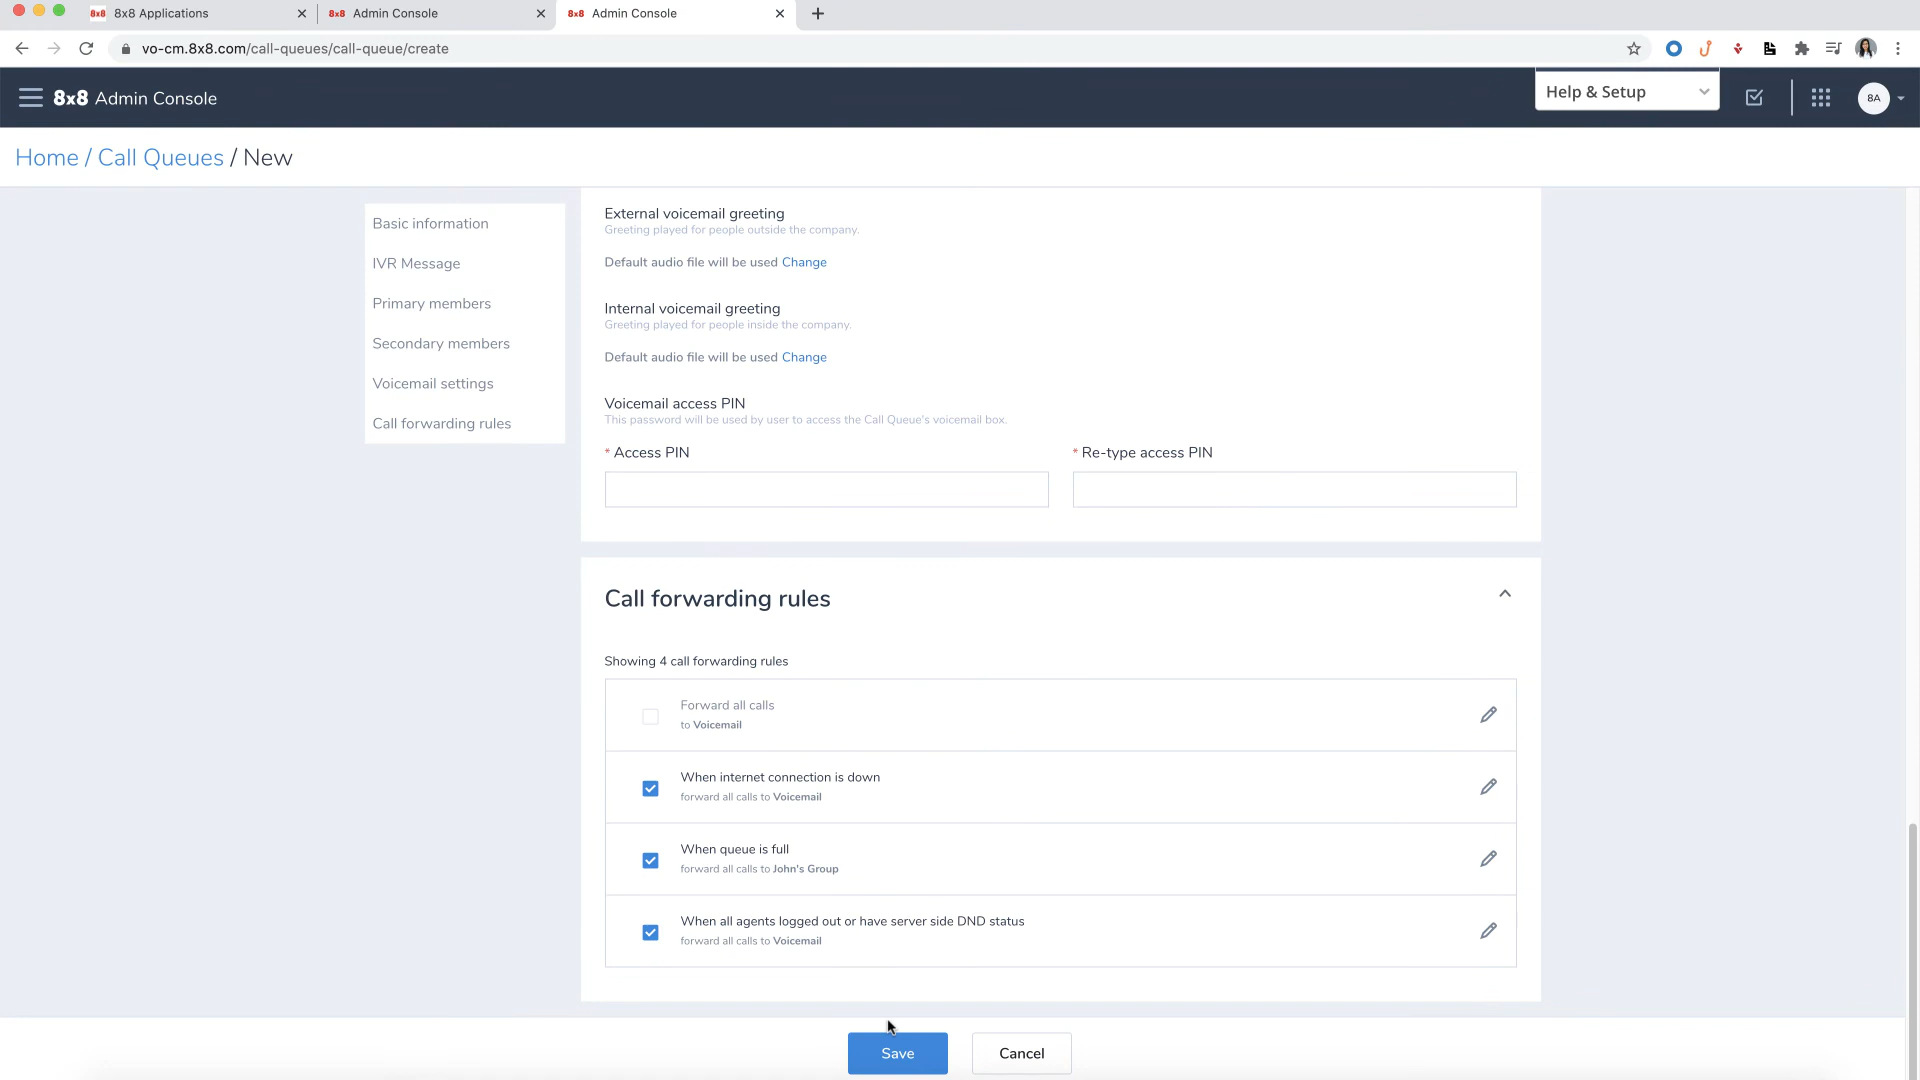 8x8 8x8 Applications
8x8 Admin Console
8x8 Admin Console
vo-cm.8x8.com/call-queues/call-queue/create
8x8 Admin Console
Help & Setup
8A
Home / Call Queues / New
Basic information
IVR Message
Primary members
Secondary members
Voicemail settings
Call forwarding rules
External voicemail greeting
Greeting played for people outside the company.
Default audio file will be used Change
Internal voicemail greeting
Greeting played for people inside the company.
Default audio file will be used Change
Voicemail access PIN
This password will be used by user to access the Call Queue's voicemail box.
* Access PIN
* Re-type access PIN
Call forwarding rules
Showing 4 call forwarding rules
Forward all calls
to Voicemail
When internet connection is down
forward all calls to Voicemail
When queue is full
forward all calls to John's Group
When all agents logged out or have server side DND status
forward all calls to Voicemail
Save
Cancel